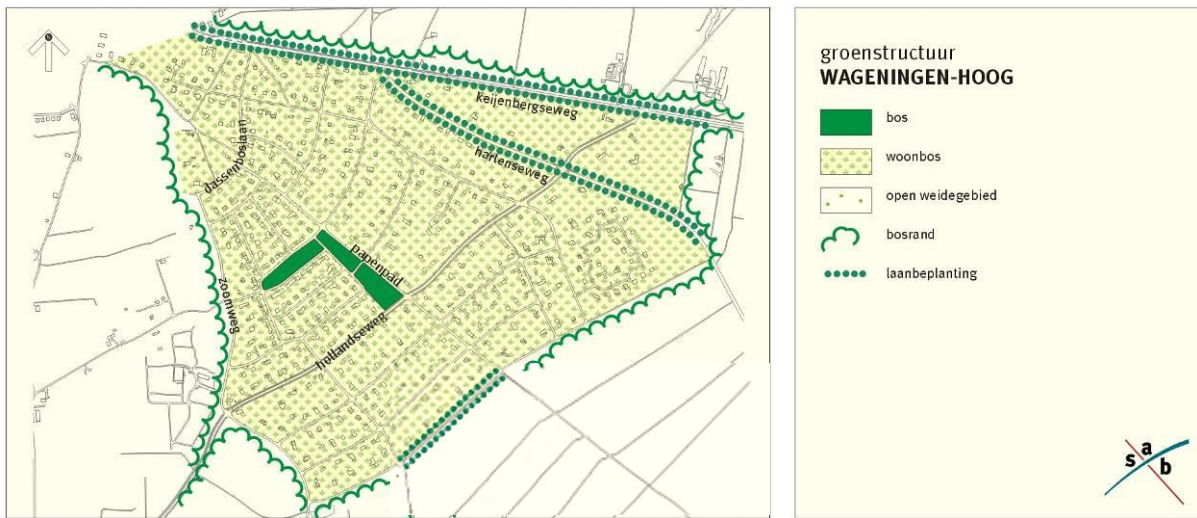 keijenbergseweg
harlenseweg
dassenboslaan
papenpad
zoomweg
hollandseweg
groenstructuur
WAGENINGEN-HOOG
bos
woonbos
open weidegebied
bosrand
laanbeplanting
s a b